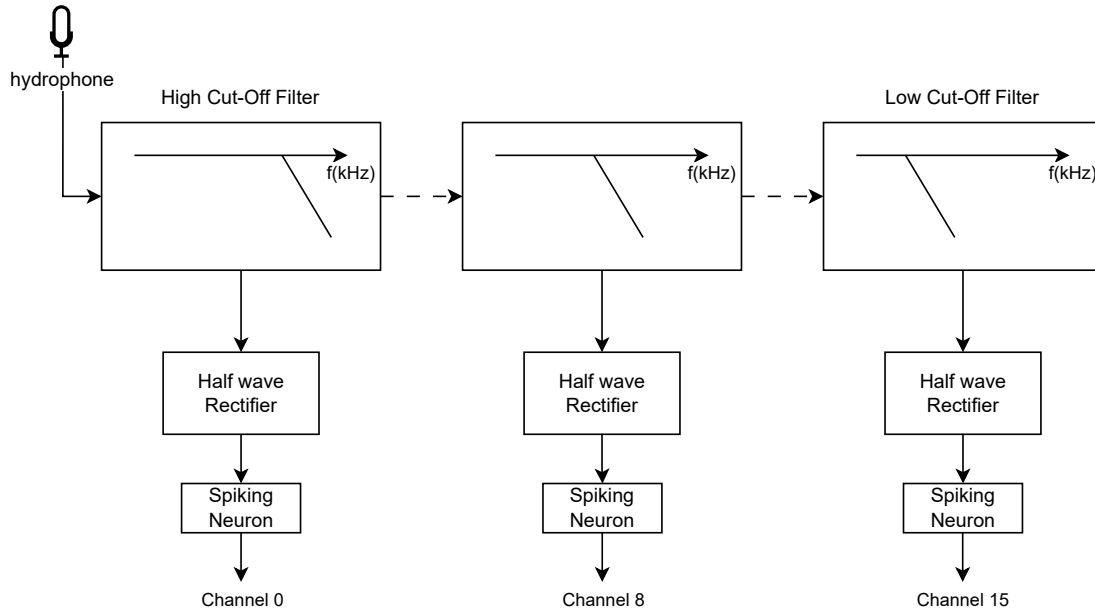 hydrophone
High Cut-Off Filter
Low Cut-Off Filter
f(kHz)
f(kHz)
f(kHz)
Half wave
Rectifier
Half wave
Rectifier
Half wave
Rectifier
Spiking
Neuron
Spiking
Neuron
Spiking
Neuron
Channel 0
Channel 8
Channel 15